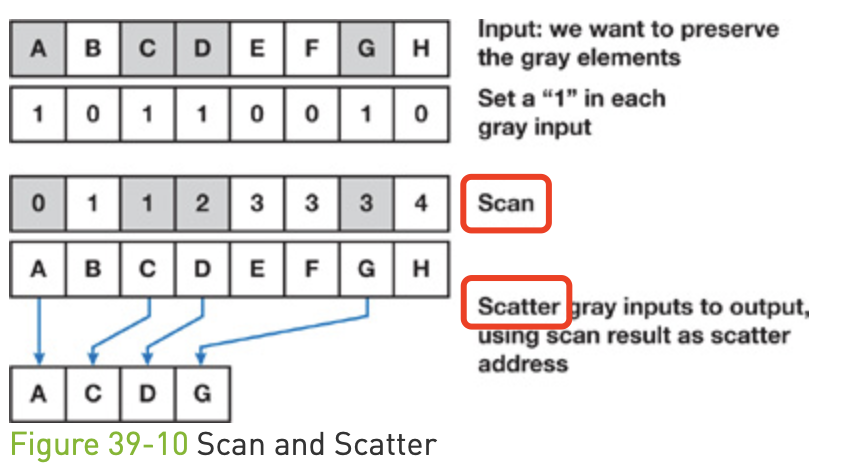 A B C D E F G H
Input: we want to preserve
the gray elements
1 0 1 1 0 0 1 0
Set a “1” in each
gray input
0 1 1 2 3 3 3 4
Scan
A B C D E F G H
Scatter gray inputs to output,
using scan result as scatter
address
A C D G
Figure 39-10 Scan and Scatter